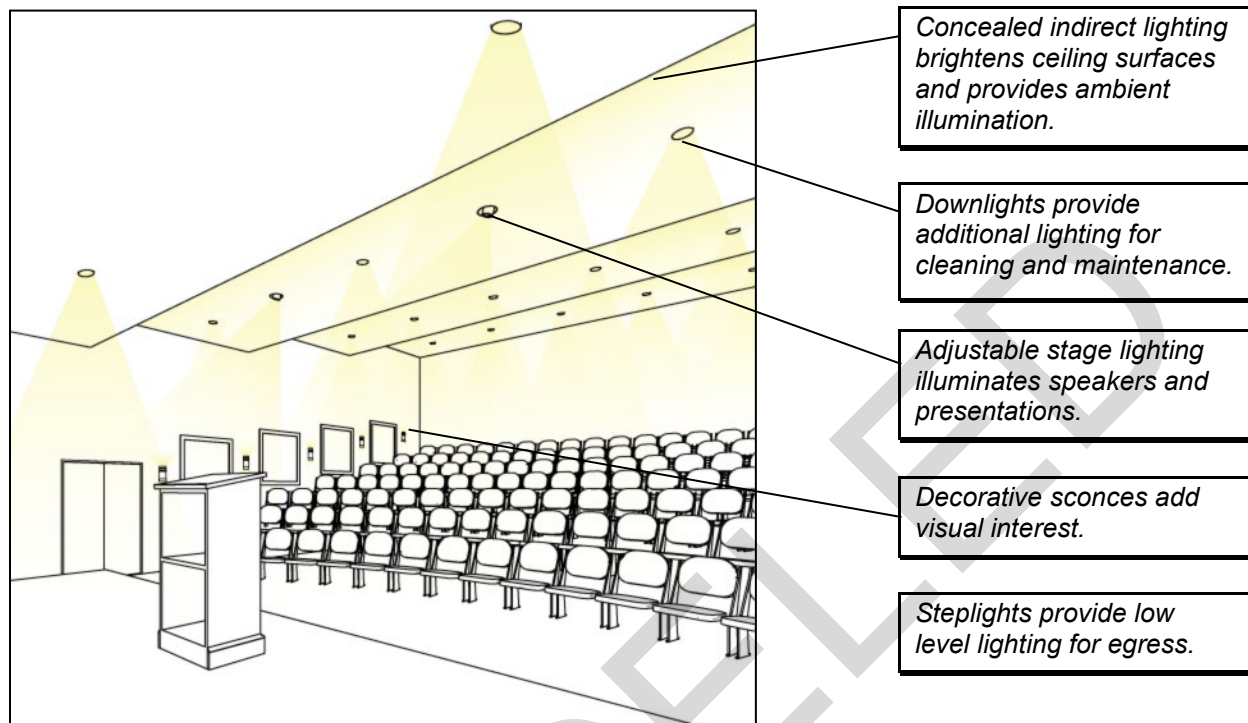 Concealed indirect lighting
brightens ceiling surfaces
and provides ambient
illumination.
Downlights provide
additional lighting for
cleaning and maintenance.
Adjustable stage lighting
illuminates speakers and
presentations.
Decorative sconces add
visual interest.
Steplights provide low
level lighting for egress.
ELED